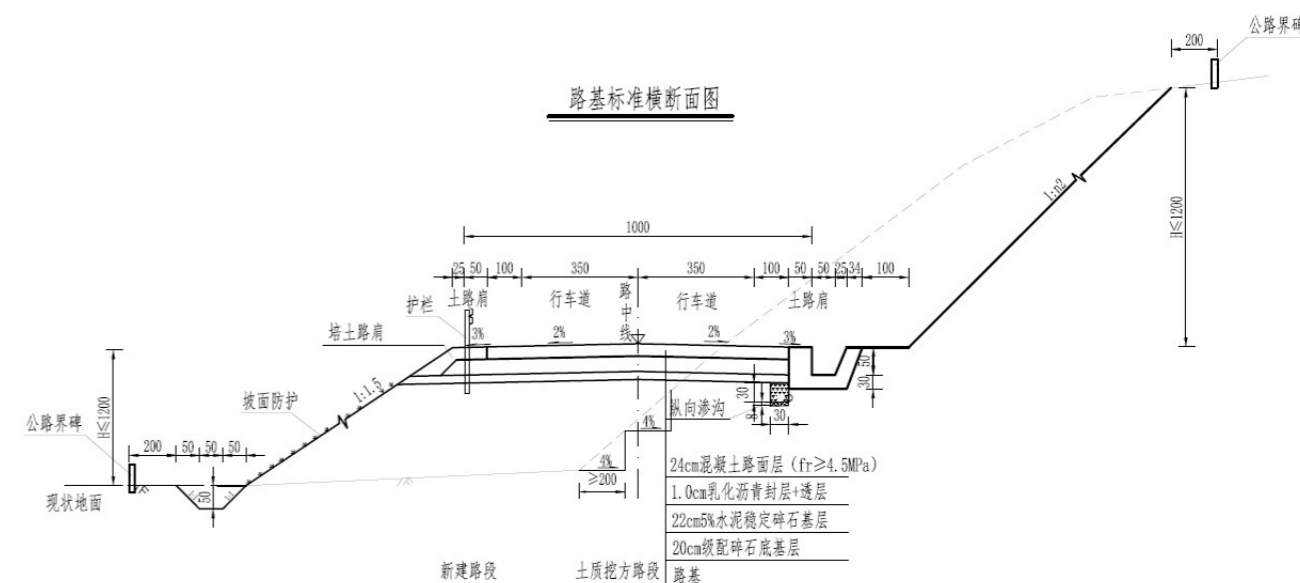 200
公路界碑
路基标准横断面图
1:n2
H≤1200
1000
25 50 100 350 350 100 50 50 25 34 100
护栏 土路肩 行车道 路中线 行车道 土路肩
培土路肩
3% 2% 2% 3%
H≤1200
1:1.5
坡面防护
50
30
30
8
纵向渗沟
30
公路界碑
200 50 50 50
4%
4%
≥200
50
现状地面
24cm混凝土路面层（fr≥4.5MPa）
1.0cm乳化沥青封层+透层
22cm5%水泥稳定碎石基层
20cm级配碎石底基层
路基
新建路段
土质挖方路段